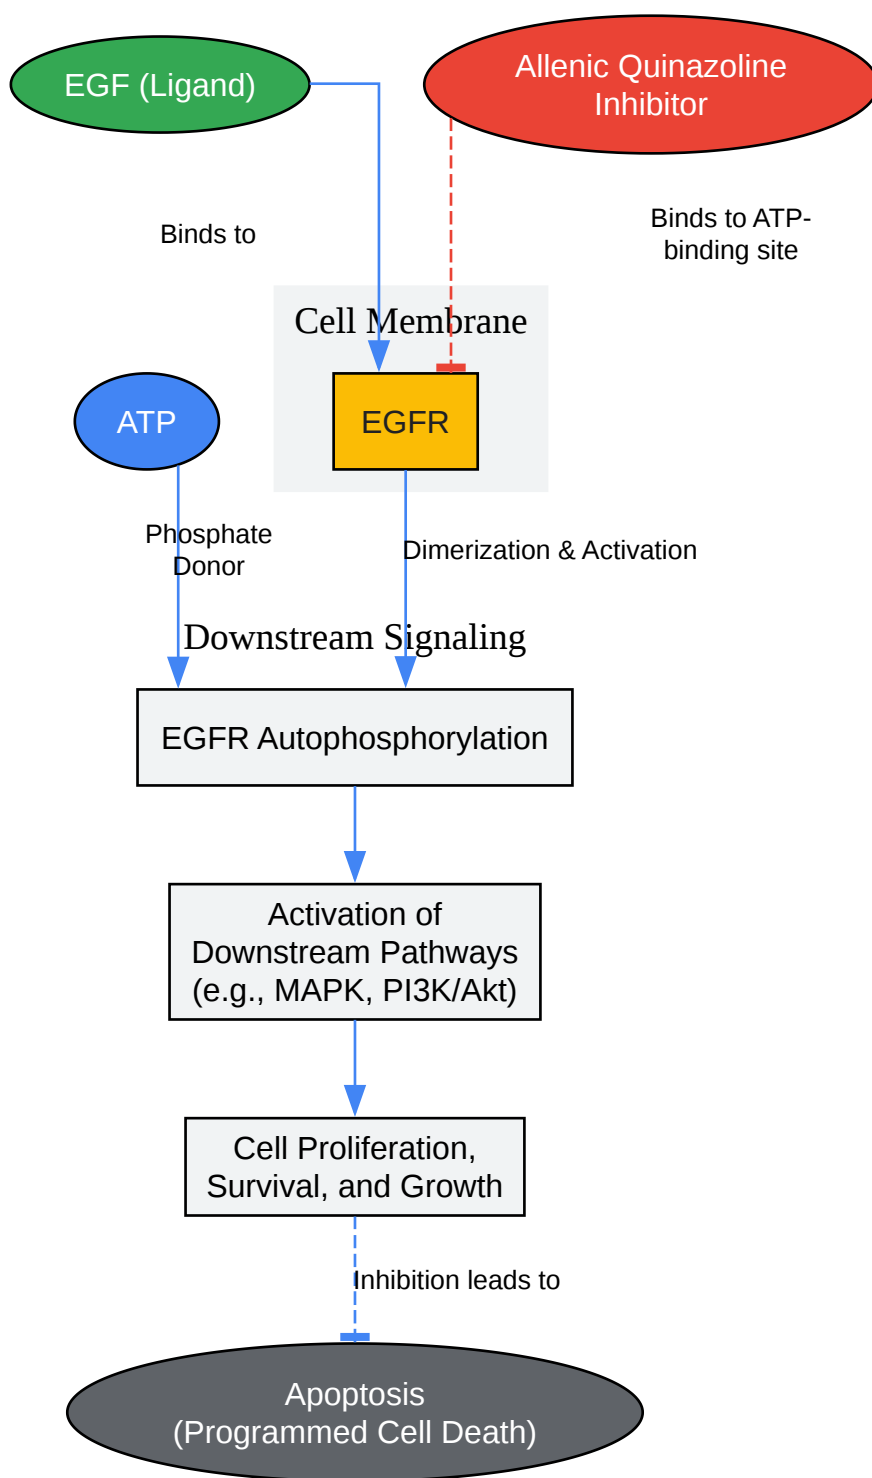 EGF (Ligand)
Allenic Quinazoline
Inhibitor
Binds to
Binds to ATP-
binding site
Cell Membrane
ATP
EGFR
Phosphate
Donor
Dimerization & Activation
Downstream Signaling
EGFR Autophosphorylation
Activation of
Downstream Pathways
(e.g., MAPK, PI3K/Akt)
Cell Proliferation,
Survival, and Growth
Inhibition leads to
Apoptosis
(Programmed Cell Death)